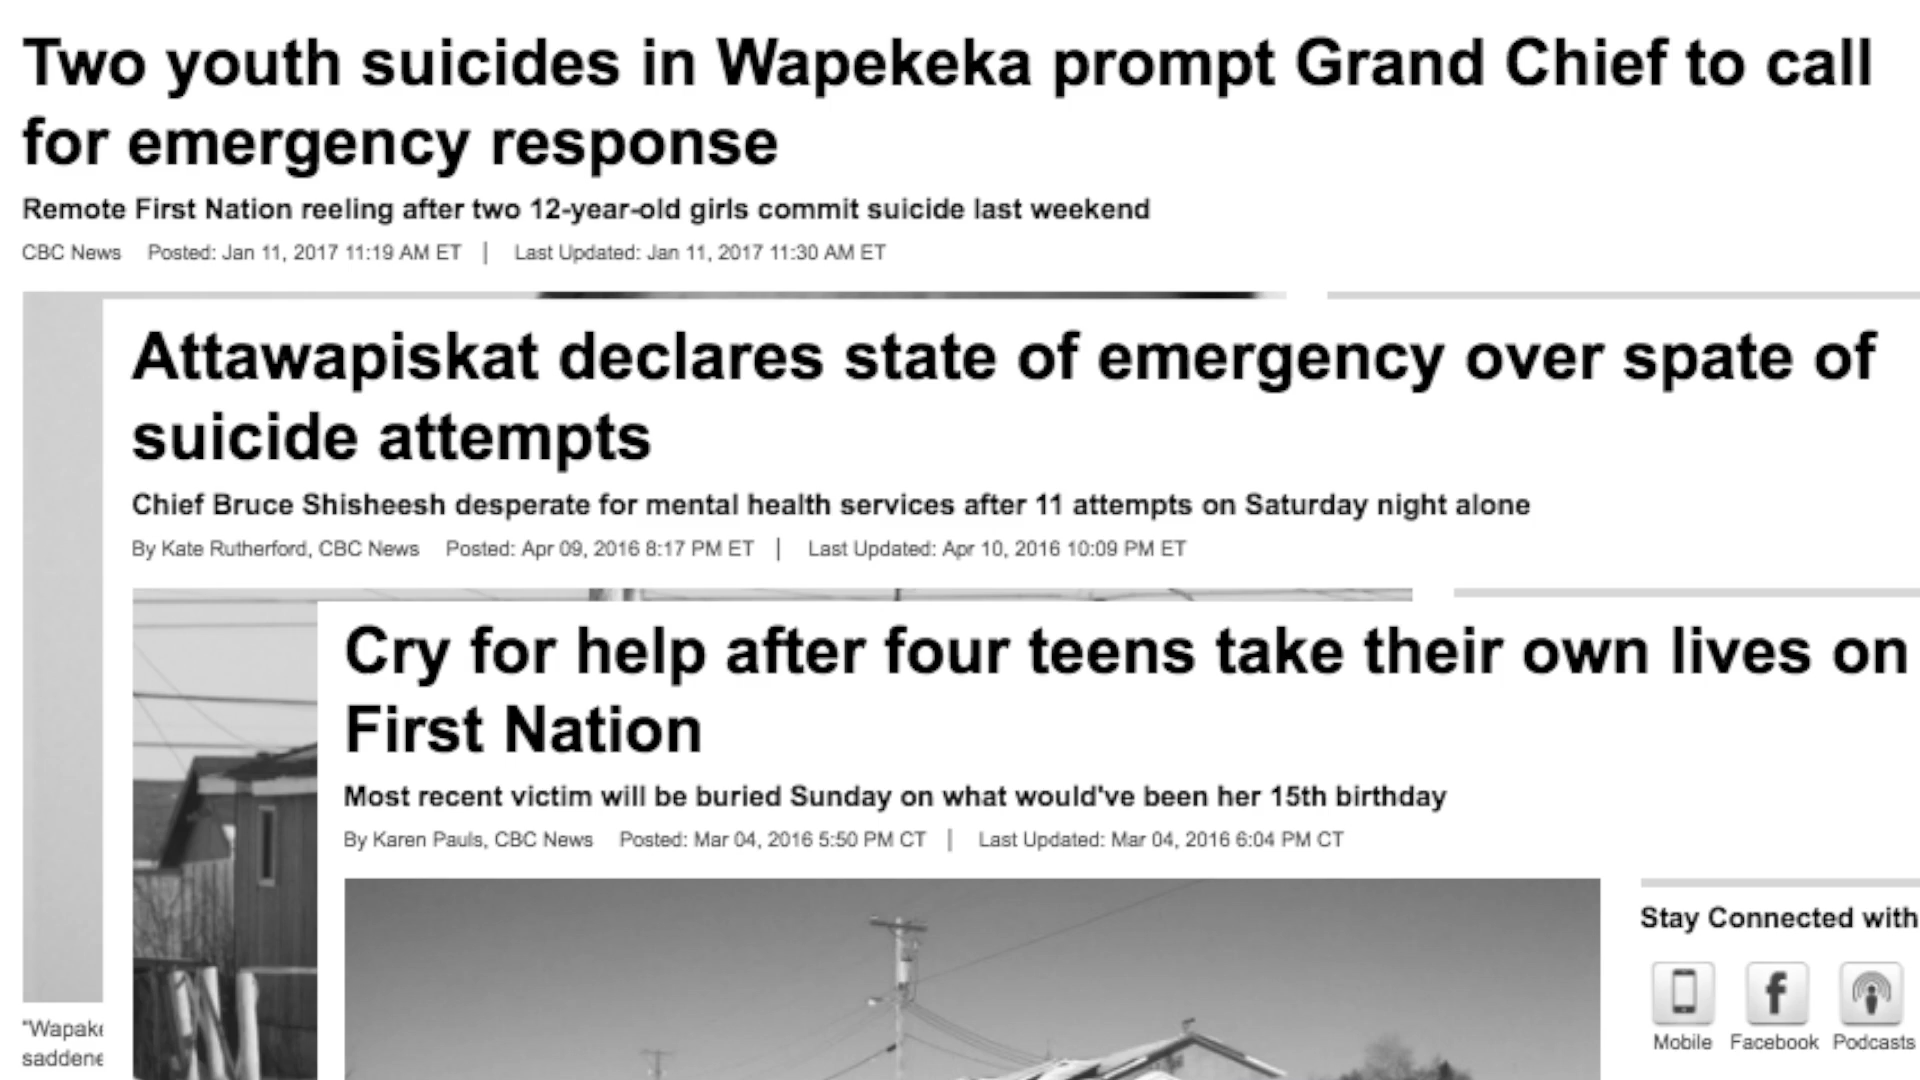 Two youth suicides in Wapekeka prompt Grand Chief to call
for emergency response
Remote First Nation reeling after two 12-year-old girls commit suicide last weekend
CBC News Posted: Jan 11, 2017 11:19 AM ET | Last Updated: Jan 11, 2017 11:30 AM ET
Attawapiskat declares state of emergency over spate of
suicide attempts
Chief Bruce Shisheesh desperate for mental health services after 11 attempts on Saturday night alone
By Kate Rutherford, CBC News Posted: Apr 09, 2016 8:17 PM ET | Last Updated: Apr 10, 2016 10:09 PM ET
Cry for help after four teens take their own lives on
First Nation
Most recent victim will be buried Sunday on what would've been her 15th birthday
By Karen Pauls, CBC News Posted: Mar 04, 2016 5:50 PM CT | Last Updated: Mar 04, 2016 6:04 PM CT
Stay Connected with
Mobile Facebook Podcasts
"Wapake
saddene